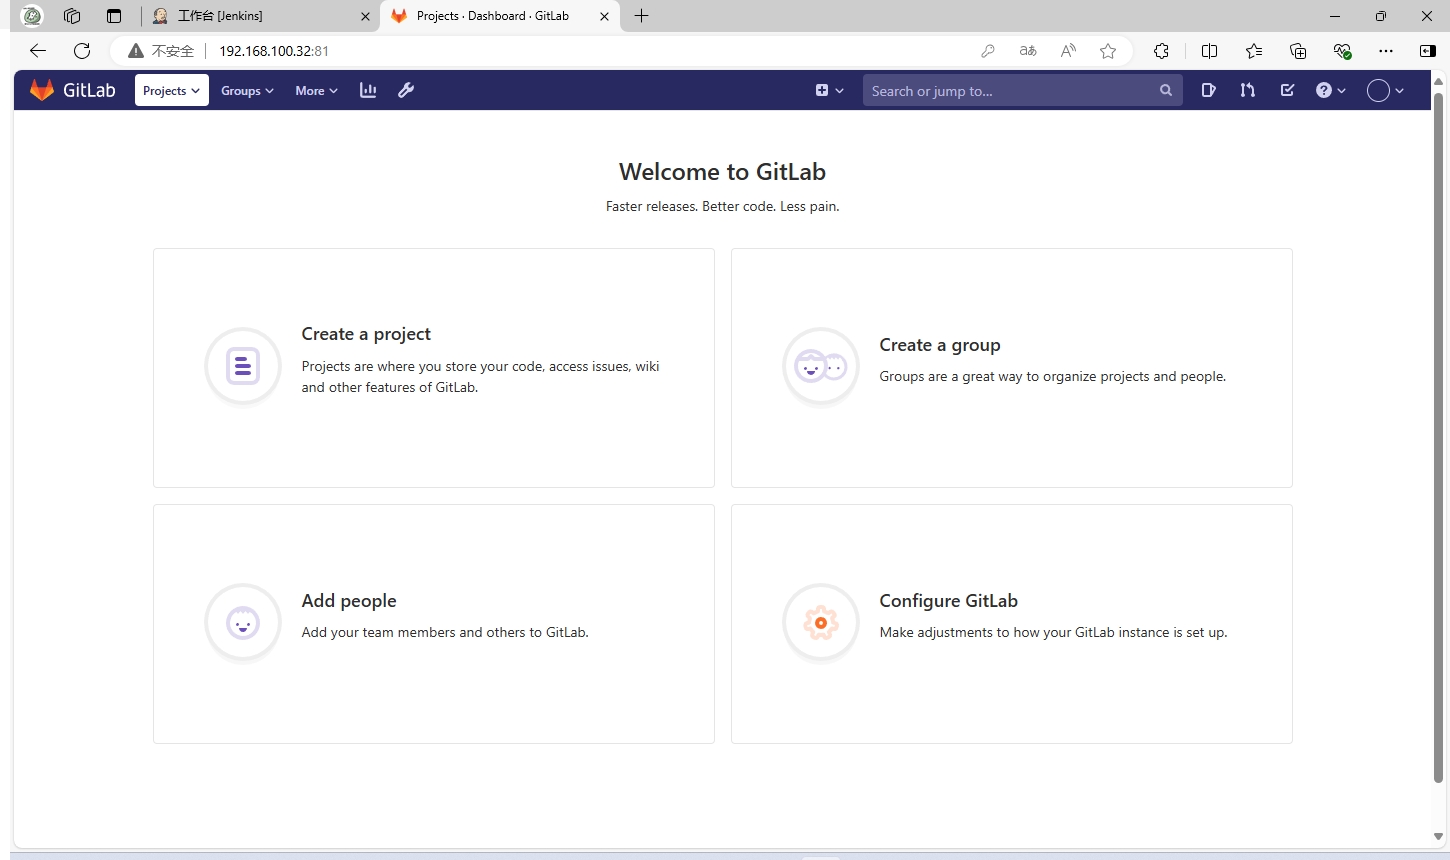 工作台 [Jenkins]
Projects · Dashboard · GitLab
不安全
192.168.100.32:81
aあ
GitLab
Projects
Groups
More
Search or jump to...
Welcome to GitLab
Faster releases. Better code. Less pain.
Create a project
Projects are where you store your code, access issues, wiki
and other features of GitLab.
Create a group
Groups are a great way to organize projects and people.
Add people
Add your team members and others to GitLab.
Configure GitLab
Make adjustments to how your GitLab instance is set up.